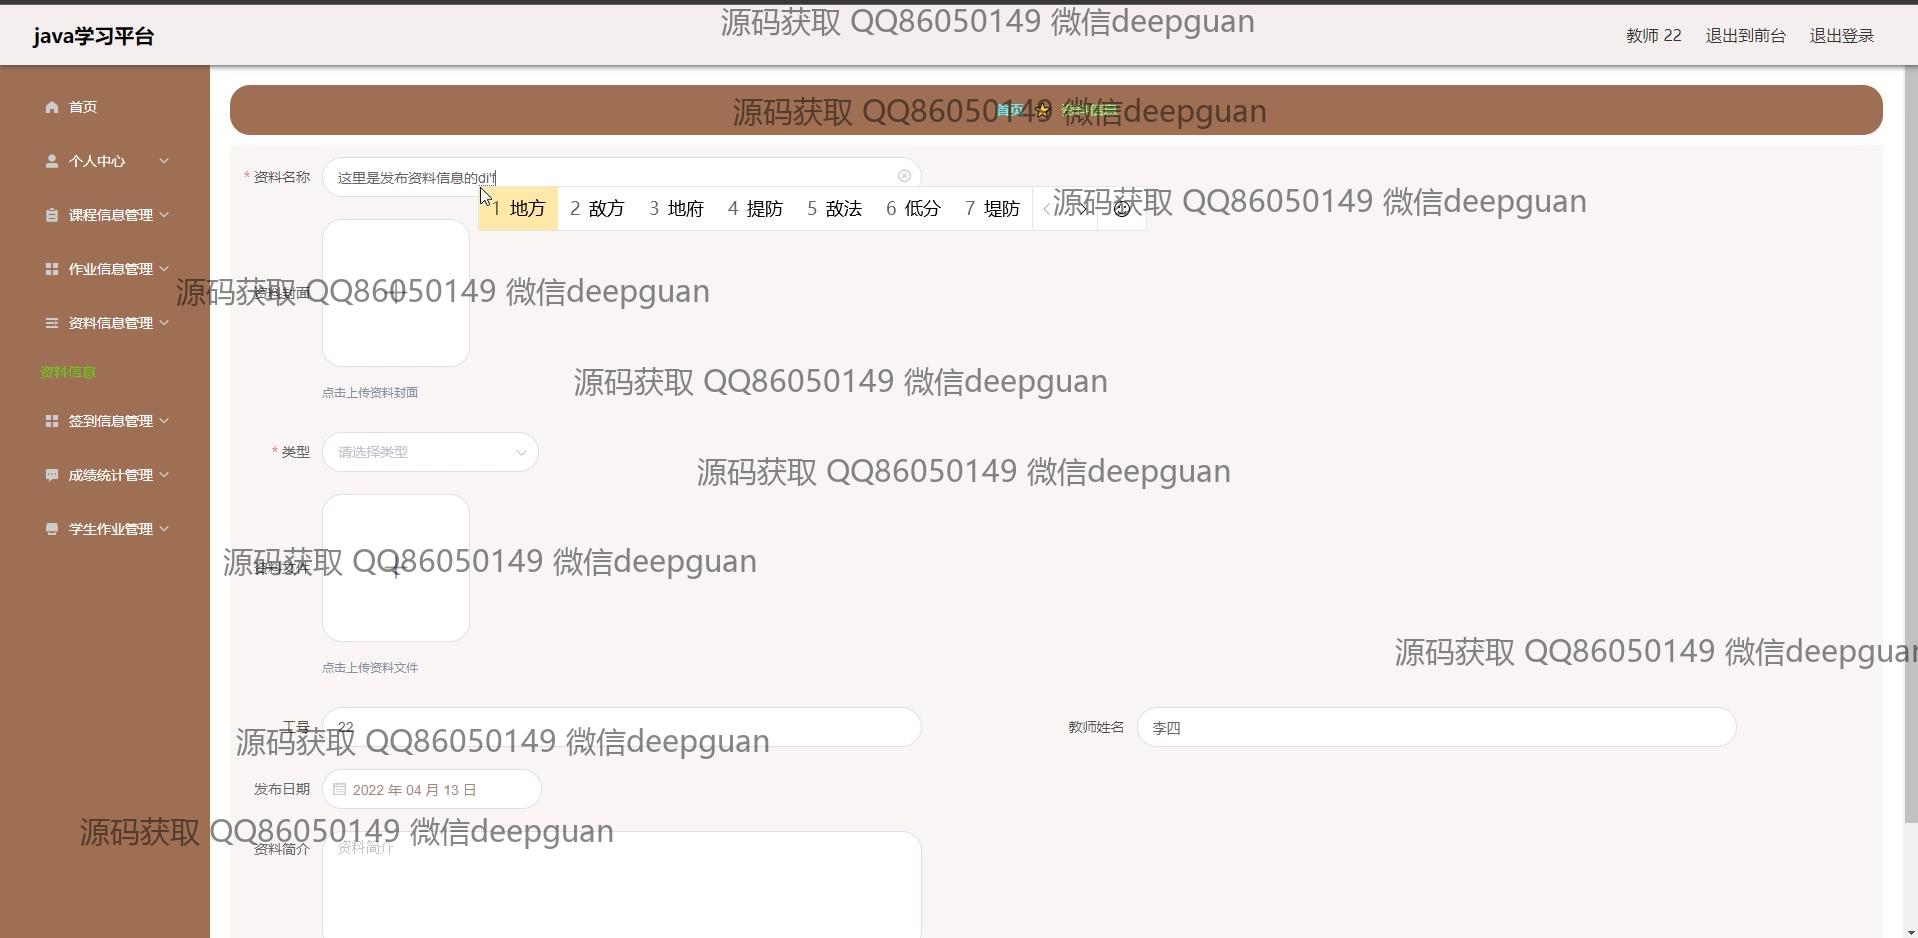 java学习平台
源码获取 QQ86050149 微信deepguan
教师 22
退出到前台
退出登录
首页
个人中心
课程信息管理
作业信息管理
资料信息管理
资料信息
签到信息管理
成绩统计管理
学生作业管理
首页 资料信息
源码获取 QQ86050149 微信deepguan
* 资料名称
这里是发布资料信息的di'f
1 地方 2 敌方 3 地府 4 提防 5 敌法 6 低分 7 堤防
源码获取 QQ86050149 微信deepguan
资料封面
源码获取 QQ86050149 微信deepguan
点击上传资料封面
源码获取 QQ86050149 微信deepguan
* 类型
请选择类型
源码获取 QQ86050149 微信deepguan
资料文件
源码获取 QQ86050149 微信deepguan
点击上传资料文件
源码获取 QQ86050149 微信deepguan
工号
22
教师姓名
李四
源码获取 QQ86050149 微信deepguan
发布日期
2022 年 04 月 13 日
源码获取 QQ86050149 微信deepguan
资料简介
资料简介